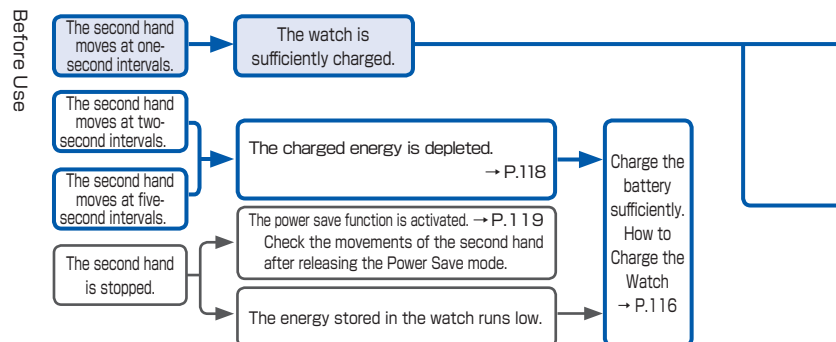 Before Use
The second hand
moves at one-
second intervals.
The watch is
sufficiently charged.
The second hand
moves at two-
second intervals.
The second hand
moves at five-
second intervals.
The charged energy is depleted.
→ P.118
The second hand
is stopped.
The power save function is activated. → P.119
Check the movements of the second hand
after releasing the Power Save mode.
The energy stored in the watch runs low.
Charge the
battery
sufficiently.
How to
Charge the
Watch
→ P.116